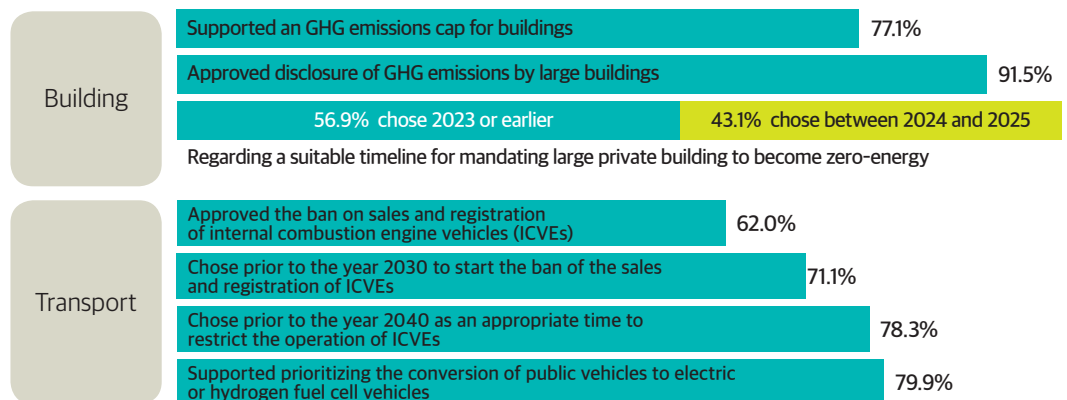 Building
Supported an GHG emissions cap for buildings
77.1%
Approved disclosure of GHG emissions by large buildings
91.5%
56.9% chose 2023 or earlier
43.1% chose between 2024 and 2025
Regarding a suitable timeline for mandating large private building to become zero-energy
Transport
Approved the ban on sales and registration
of internal combustion engine vehicles (ICVEs)
62.0%
Chose prior to the year 2030 to start the ban of the sales
and registration of ICVEs
71.1%
Chose prior to the year 2040 as an appropriate time to
restrict the operation of ICVEs
78.3%
Supported prioritizing the conversion of public vehicles to electric
or hydrogen fuel cell vehicles
79.9%